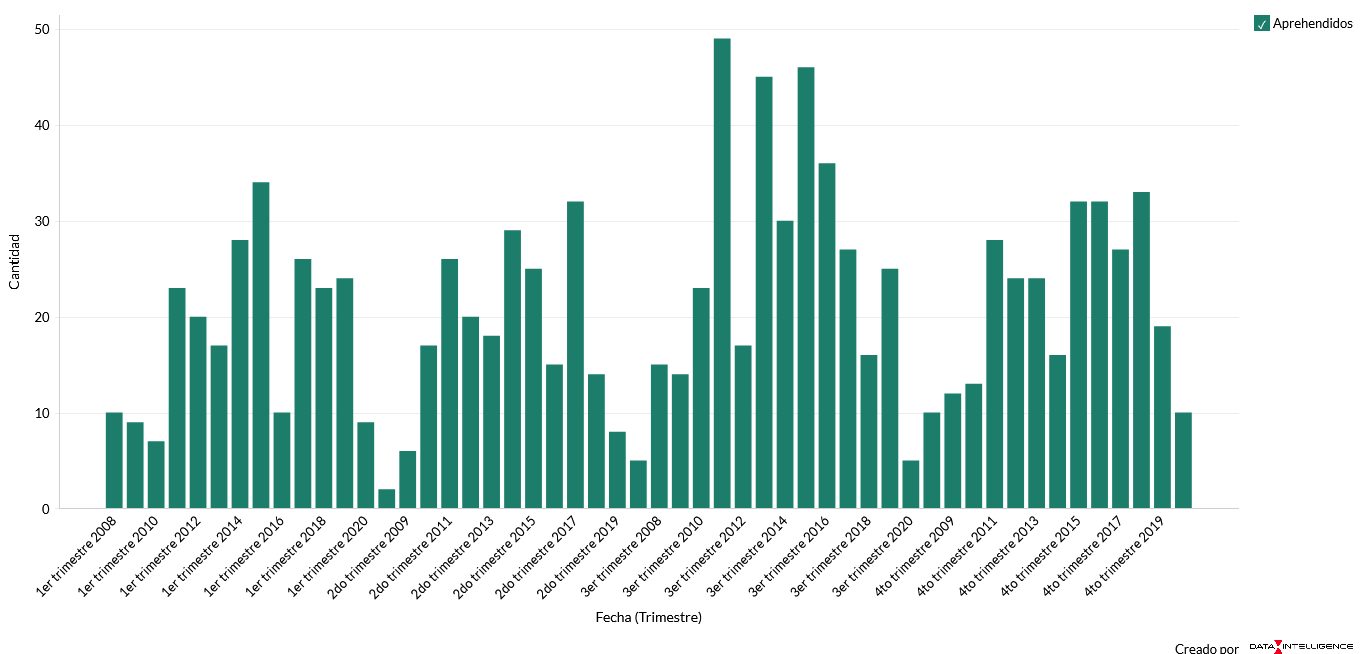 Aprehendidos
Cantidad
50
40
30
20
10
0
1er trimestre 2008
1er trimestre 2010
1er trimestre 2012
1er trimestre 2014
1er trimestre 2016
1er trimestre 2018
1er trimestre 2020
2do trimestre 2009
2do trimestre 2011
2do trimestre 2013
2do trimestre 2015
2do trimestre 2017
2do trimestre 2019
3er trimestre 2008
3er trimestre 2010
3er trimestre 2012
3er trimestre 2014
3er trimestre 2016
3er trimestre 2018
3er trimestre 2020
4to trimestre 2009
4to trimestre 2011
4to trimestre 2013
4to trimestre 2015
4to trimestre 2017
4to trimestre 2019
Fecha (Trimestre)
Creado por DATA INTELLIGENCE